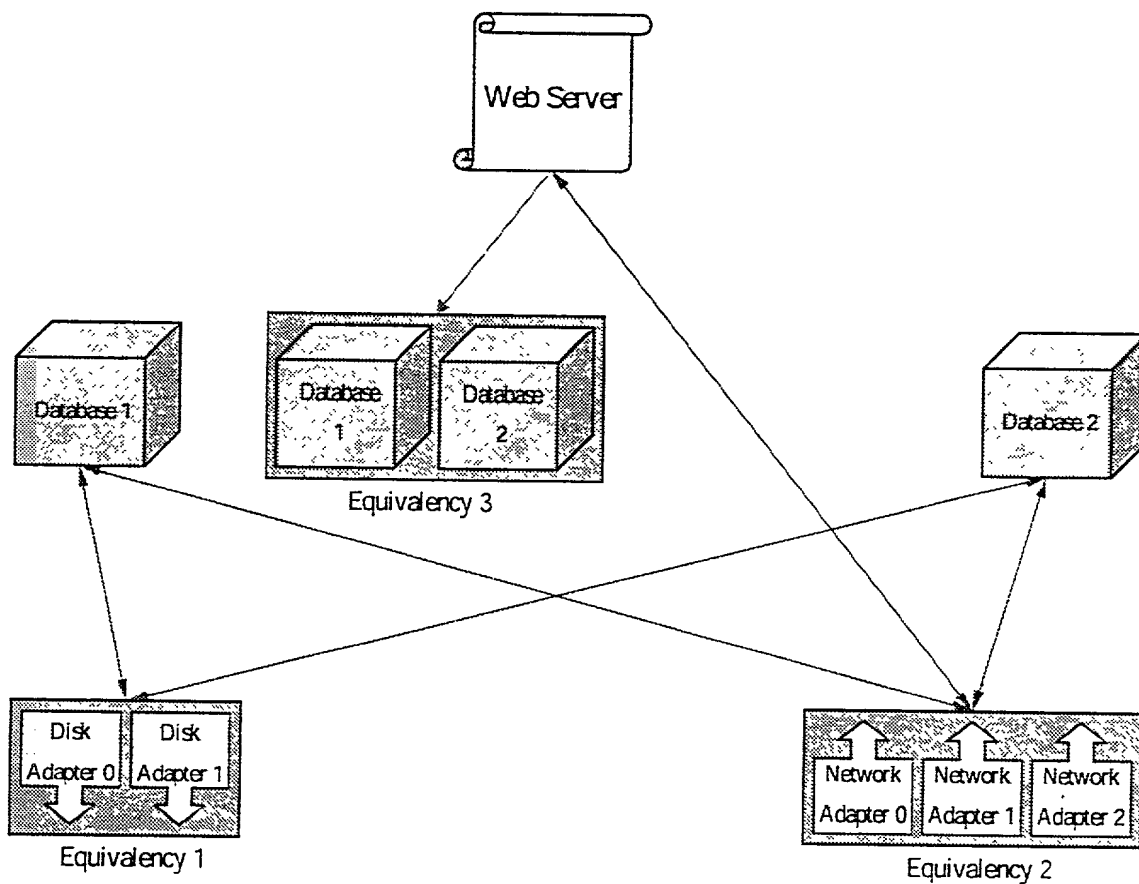 Web Server
Database 1
Database
1
Database
2
Database 2
Equivalency 3
Disk
Adapter 0
Disk
Adapter 1
Equivalency 1
Network
Adapter 0
Network
Adapter 1
Network
Adapter 2
Equivalency 2